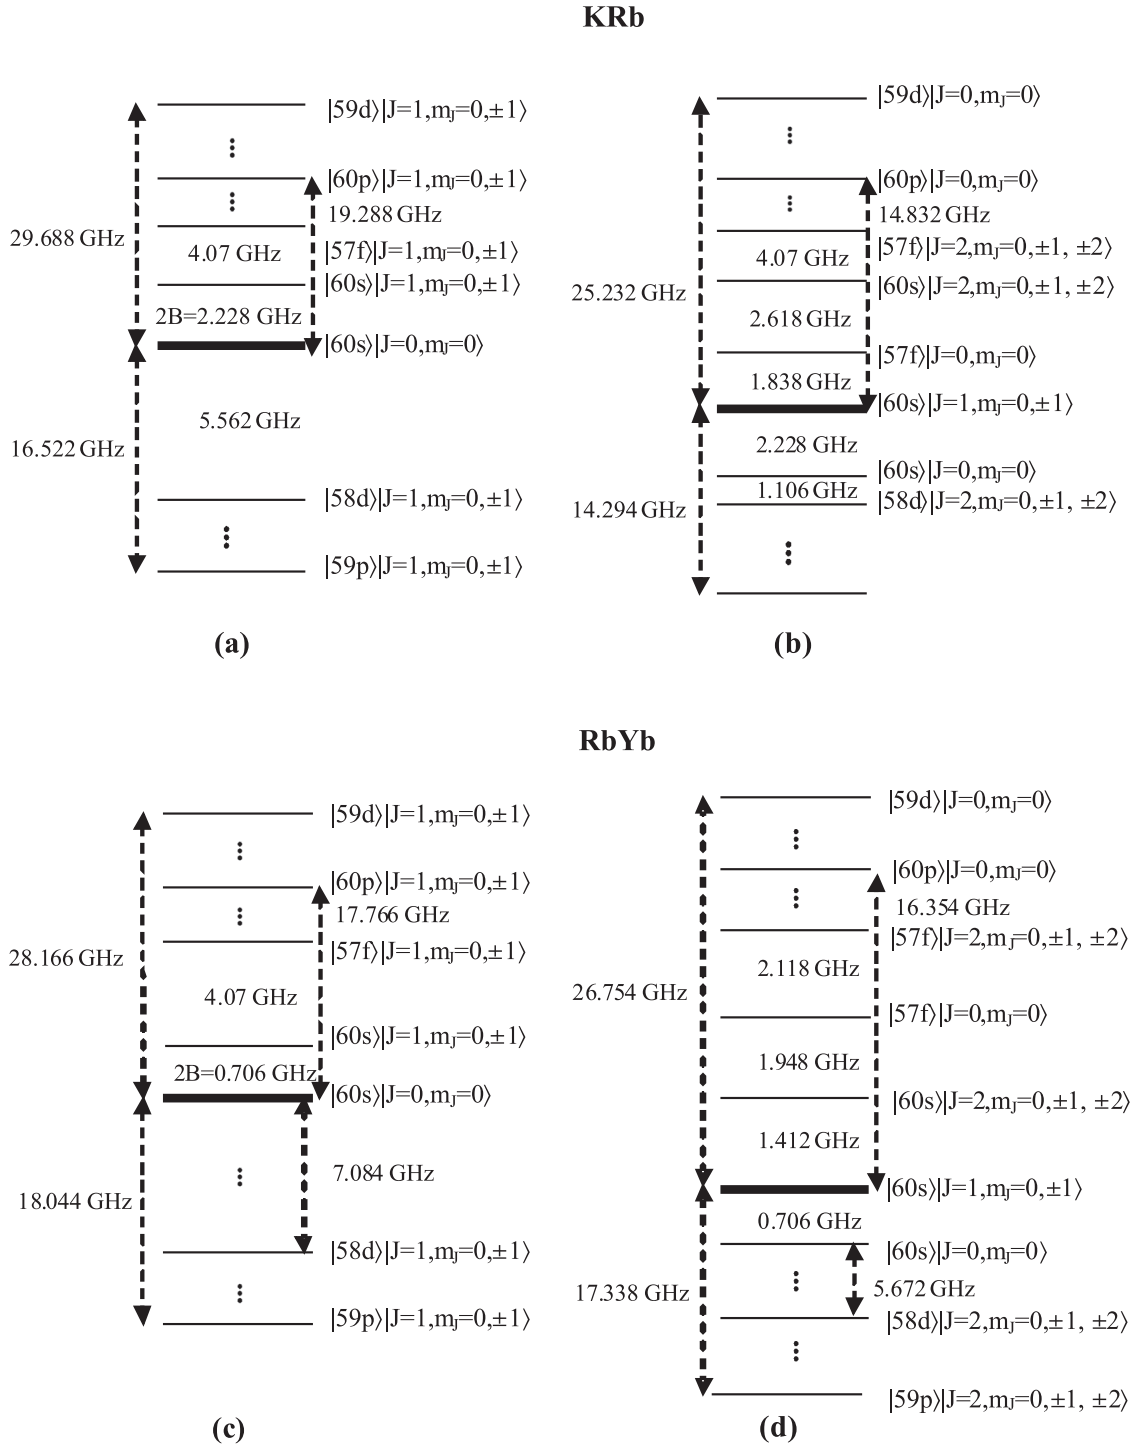 KRb
|59d⟩|J=1,mJ=0,±1⟩
|60p⟩|J=1,mJ=0,±1⟩
19.288 GHz
29.688 GHz
4.07 GHz
|57f⟩|J=1,mJ=0,±1⟩
|60s⟩|J=1,mJ=0,±1⟩
2B=2.228 GHz
|60s⟩|J=0,mJ=0⟩
5.562 GHz
16.522 GHz
|58d⟩|J=1,mJ=0,±1⟩
|59p⟩|J=1,mJ=0,±1⟩
(a)
|59d⟩|J=0,mJ=0⟩
|60p⟩|J=0,mJ=0⟩
14.832 GHz
|57f⟩|J=2,mJ=0,±1, ±2⟩
4.07 GHz
25.232 GHz
|60s⟩|J=2,mJ=0,±1, ±2⟩
2.618 GHz
|57f⟩|J=0,mJ=0⟩
1.838 GHz
|60s⟩|J=1,mJ=0,±1⟩
2.228 GHz
|60s⟩|J=0,mJ=0⟩
1.106 GHz
|58d⟩|J=2,mJ=0,±1, ±2⟩
14.294 GHz
(b)
RbYb
|59d⟩|J=1,mJ=0,±1⟩
|60p⟩|J=1,mJ=0,±1⟩
17.766 GHz
|57f⟩|J=1,mJ=0,±1⟩
28.166 GHz
4.07 GHz
|60s⟩|J=1,mJ=0,±1⟩
2B=0.706 GHz
|60s⟩|J=0,mJ=0⟩
7.084 GHz
18.044 GHz
|58d⟩|J=1,mJ=0,±1⟩
|59p⟩|J=1,mJ=0,±1⟩
(c)
|59d⟩|J=0,mJ=0⟩
|60p⟩|J=0,mJ=0⟩
16.354 GHz
|57f⟩|J=2,mJ=0,±1, ±2⟩
2.118 GHz
26.754 GHz
|57f⟩|J=0,mJ=0⟩
1.948 GHz
|60s⟩|J=2,mJ=0,±1, ±2⟩
1.412 GHz
|60s⟩|J=1,mJ=0,±1⟩
0.706 GHz
|60s⟩|J=0,mJ=0⟩
5.672 GHz
17.338 GHz
|58d⟩|J=2,mJ=0,±1, ±2⟩
|59p⟩|J=2,mJ=0,±1, ±2⟩
(d)